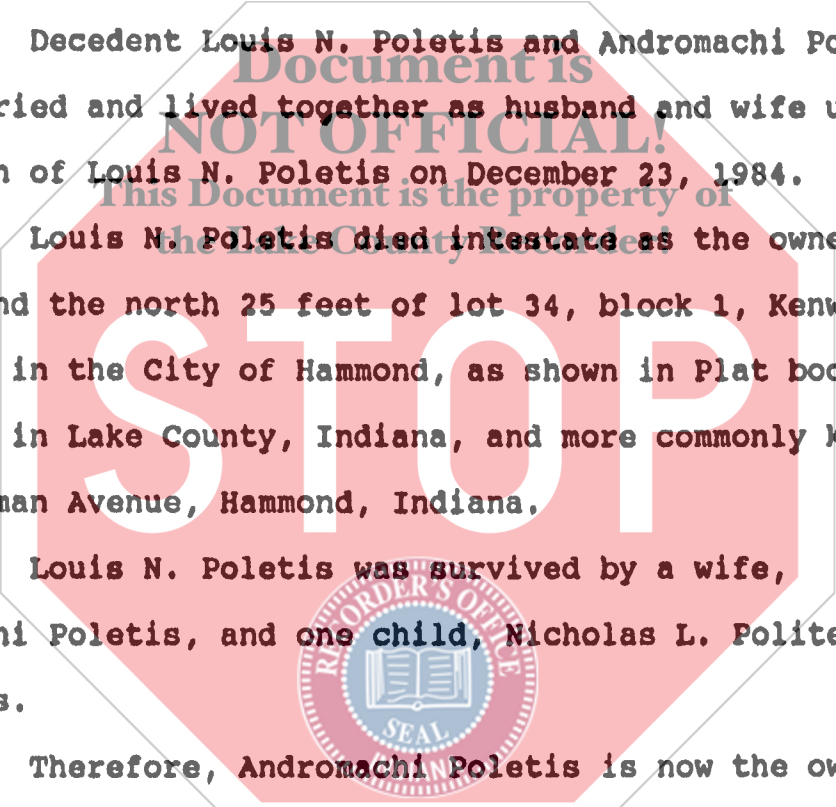 Decedent Louis N. Poletis and Andromachi Po
ried and lived together as husband and wife u
h of Louis N. Poletis on December 23, 1984.
Louis N. Poletis died intestate as the owne
nd the north 25 feet of lot 34, block 1, Kenw
in the City of Hammond, as shown in Plat boo
in Lake County, Indiana, and more commonly k
man Avenue, Hammond, Indiana.
Louis N. Poletis was survived by a wife,
hi Poletis, and one child, Nicholas L. Polite
s.
Therefore, Andromachi Poletis is now the ow
Document is
NOT OFFICIAL!
This Document is the property of
the Lake County Recorder!
STOP
RECORDER'S OFFICE
SEAL
INDIANA